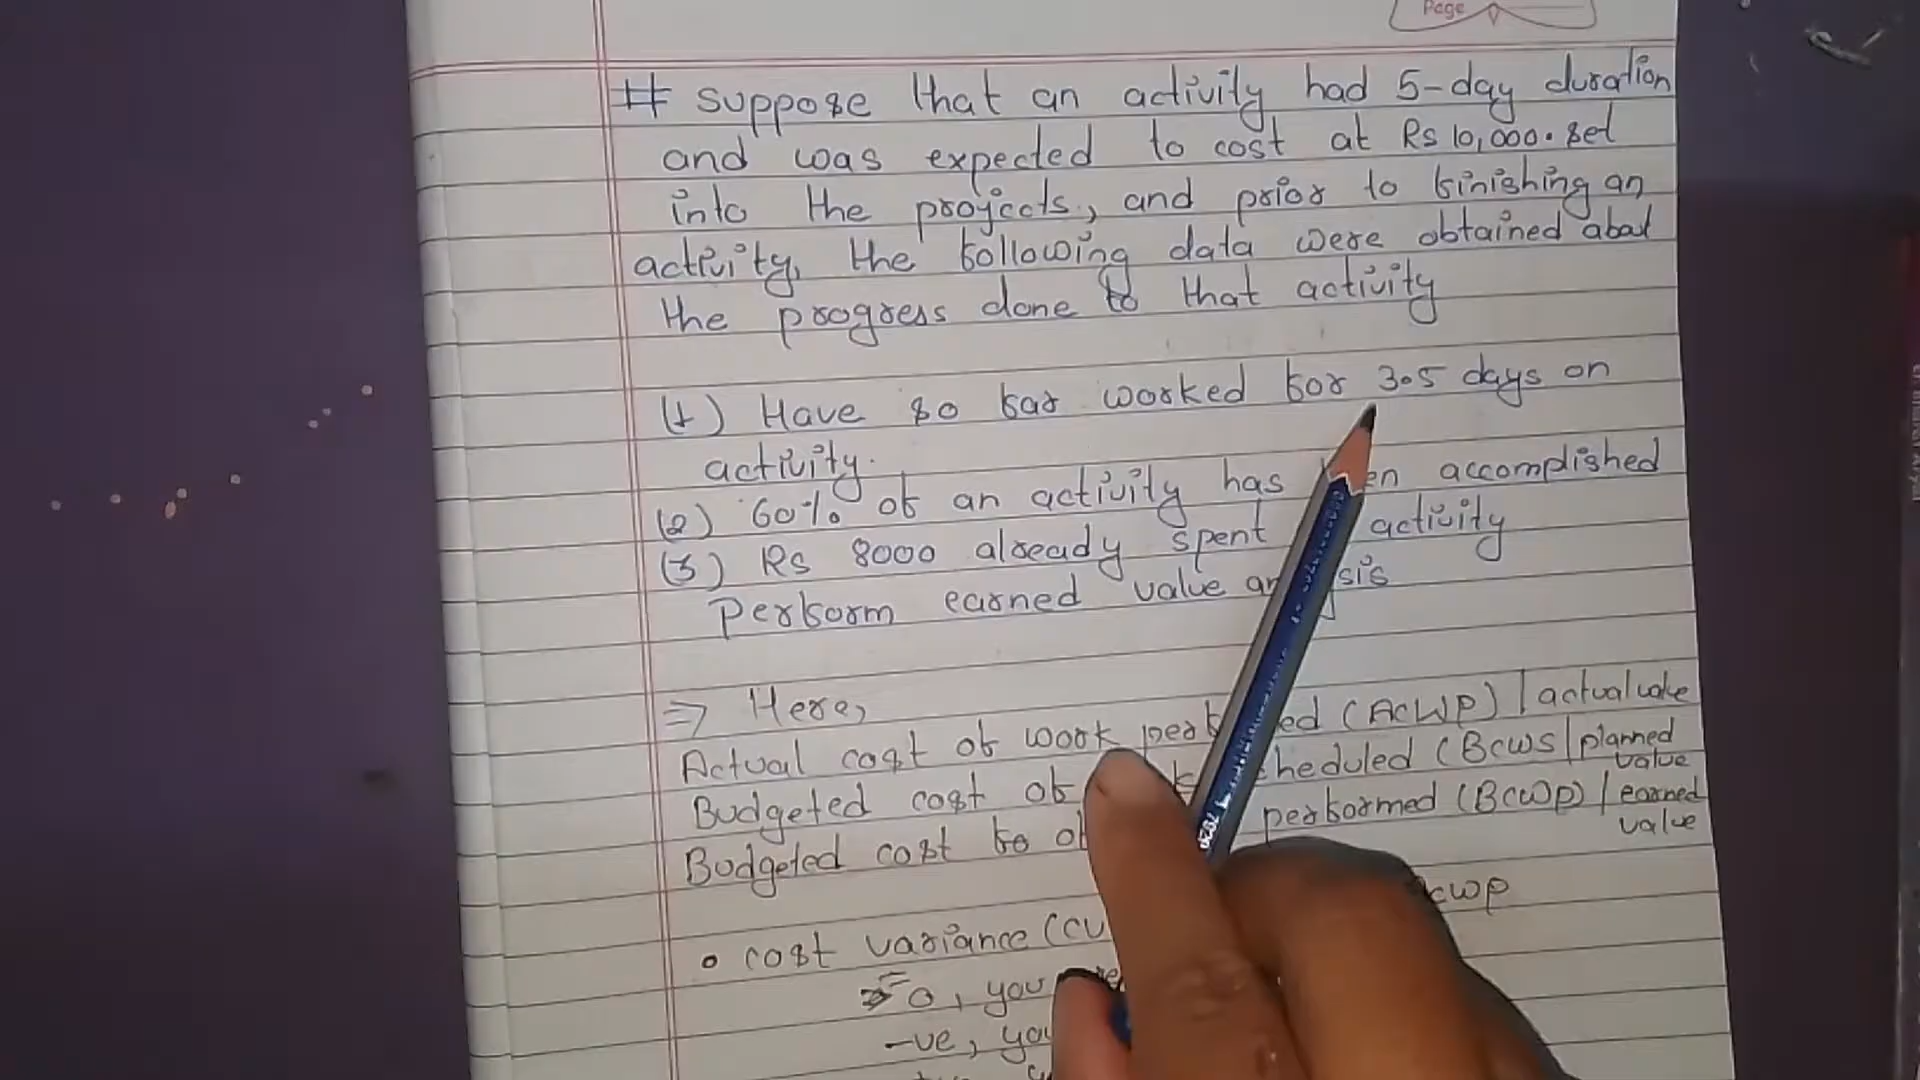 Page
# suppose that an activity had 5-day duration
and was expected to cost at Rs 10,000. set
into the projects, and prior to finishing an
activity, the following data were obtained about
the progress done to that activity
(1) Have so far worked for 3.5 days on
activity.
(2) 60% of an activity has accomplished
(3) Rs 8000 already spent activity
Perform earned value
⇒ Here,
Actual cost of work (ACWP) / actual value
Budgeted cost of (BCWS / planned value
Budgeted cost fo of performed (BCWP) / earned value
• cost variance (CV
= 0, you
-ve, you